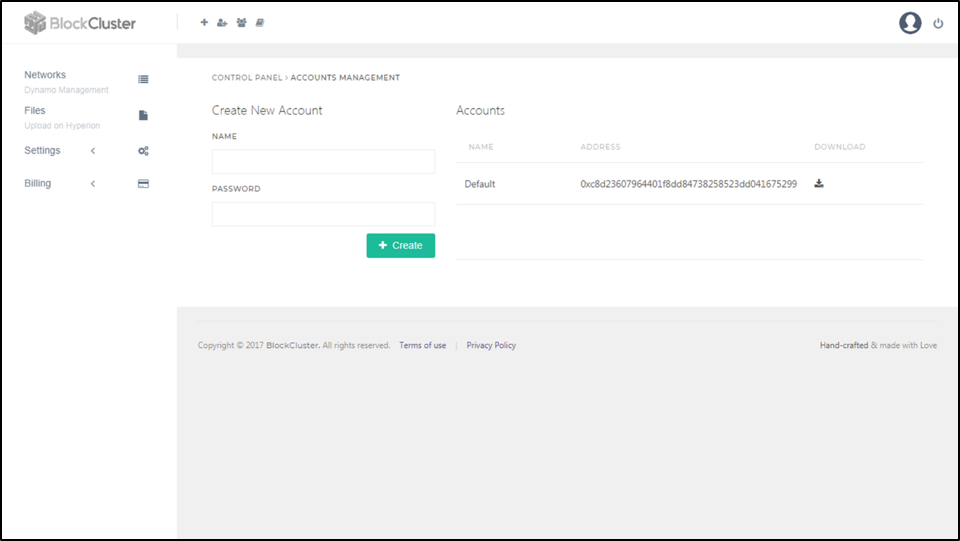 BlockCluster
Networks
Dynamo Management
Files
Upload on Hyperion
Settings
Billing
CONTROL PANEL > ACCOUNTS MANAGEMENT
Create New Account
NAME
PASSWORD
+ Create
Accounts
NAME ADDRESS DOWNLOAD
Default 0xc8d23607964401f8dd84738258523dd041675299
Copyright © 2017 BlockCluster. All rights reserved. Terms of use | Privacy Policy Hand-crafted & made with Love